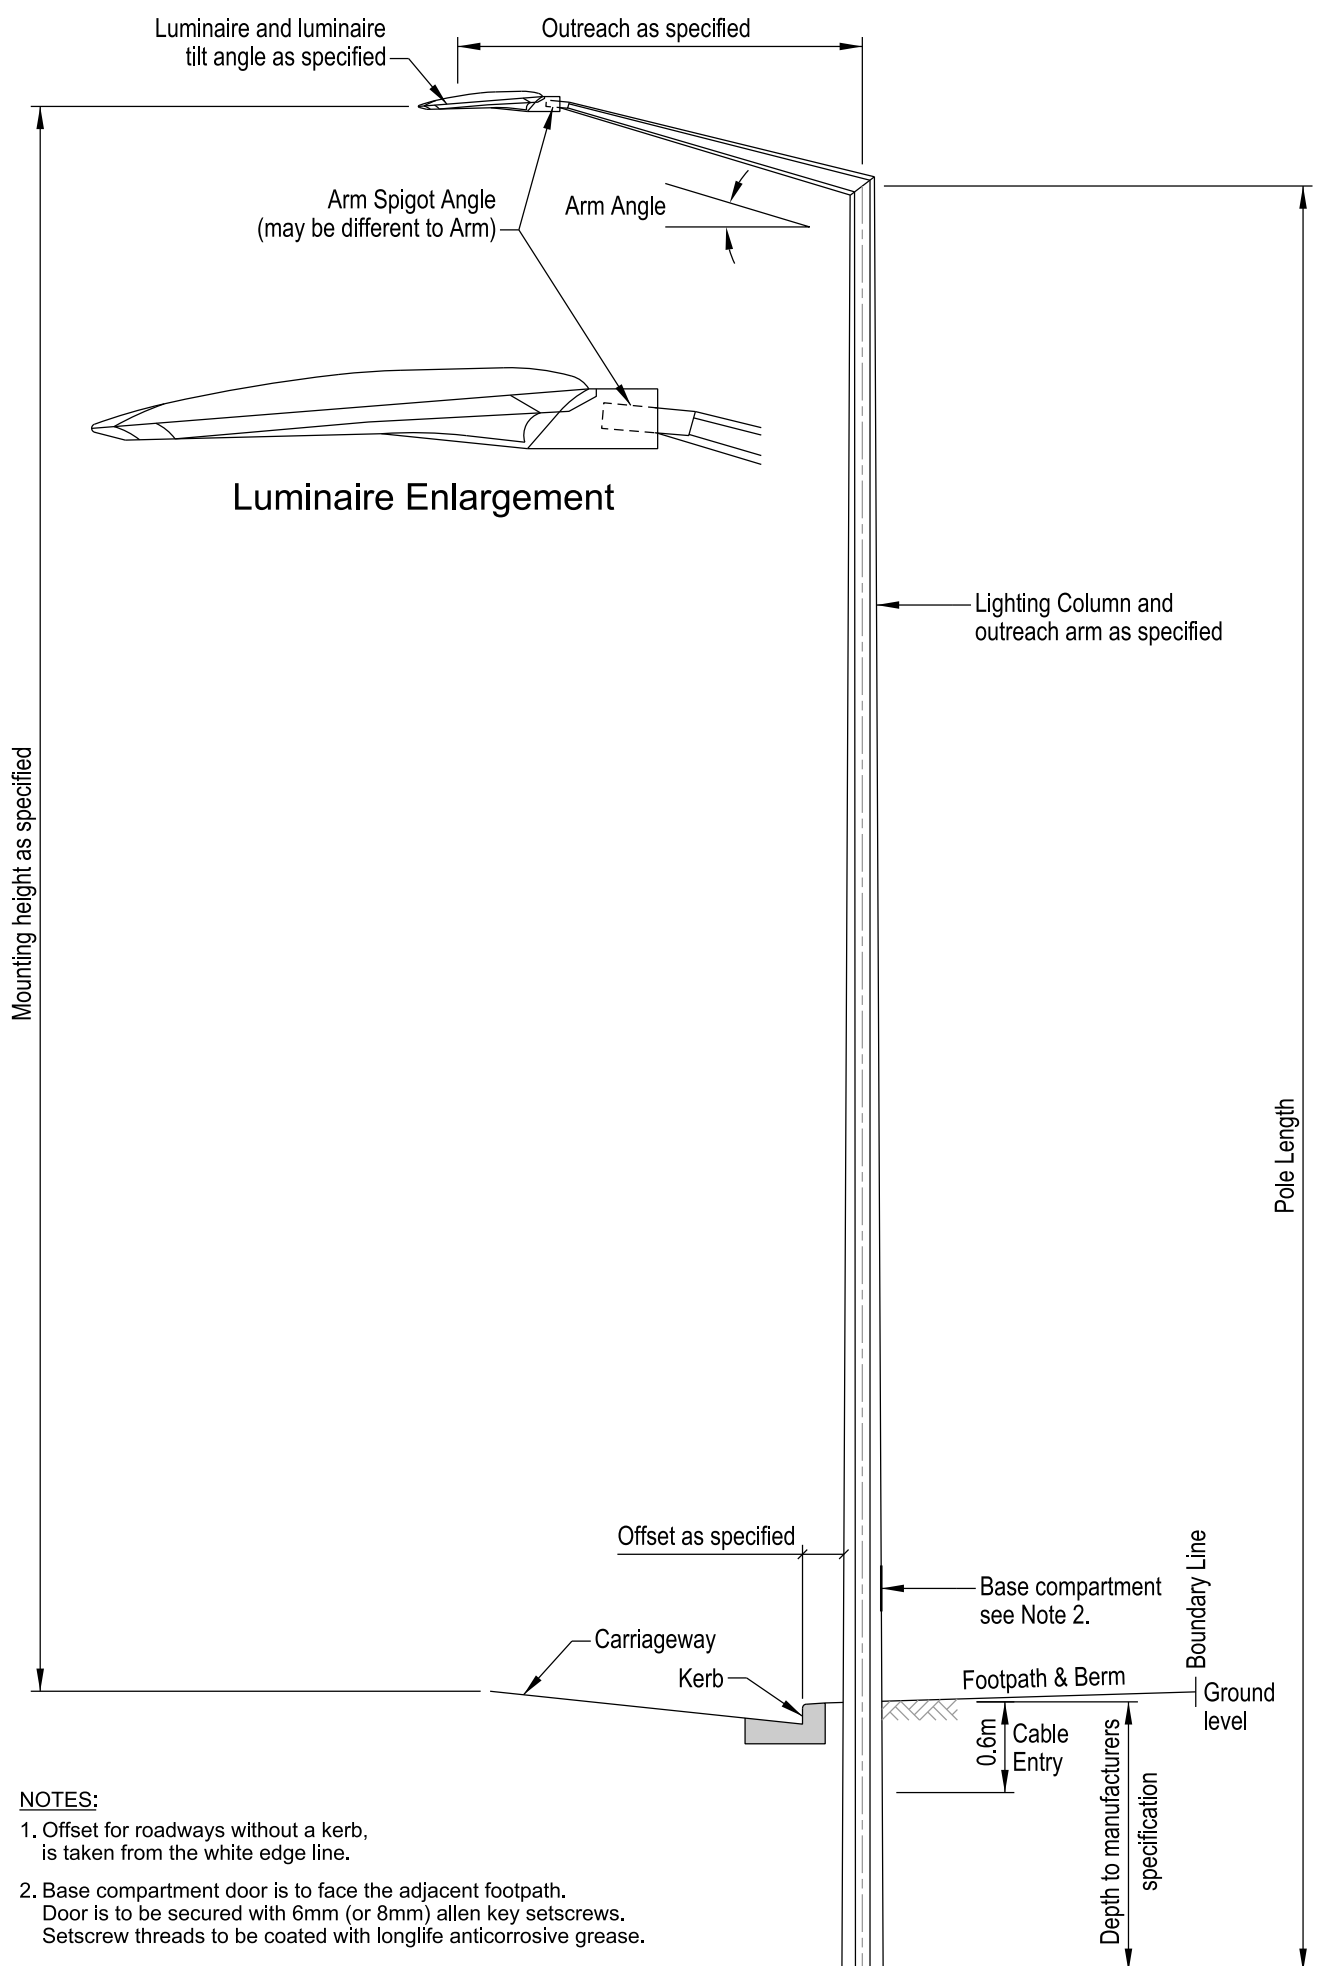 Luminaire and luminaire
tilt angle as specified
Outreach as specified
Arm Spigot Angle
(may be different to Arm)
Arm Angle
Luminaire Enlargement
Lighting Column and
outreach arm as specified
Mounting height as specified
Pole Length
Offset as specified
Base compartment
see Note 2.
Boundary Line
Carriageway
Kerb
Footpath & Berm
Ground
level
0.6m
Cable
Entry
Depth to manufacturers
specification
NOTES:
1. Offset for roadways without a kerb,
is taken from the white edge line.
2. Base compartment door is to face the adjacent footpath.
Door is to be secured with 6mm (or 8mm) allen key setscrews.
Setscrew threads to be coated with longlife anticorrosive grease.